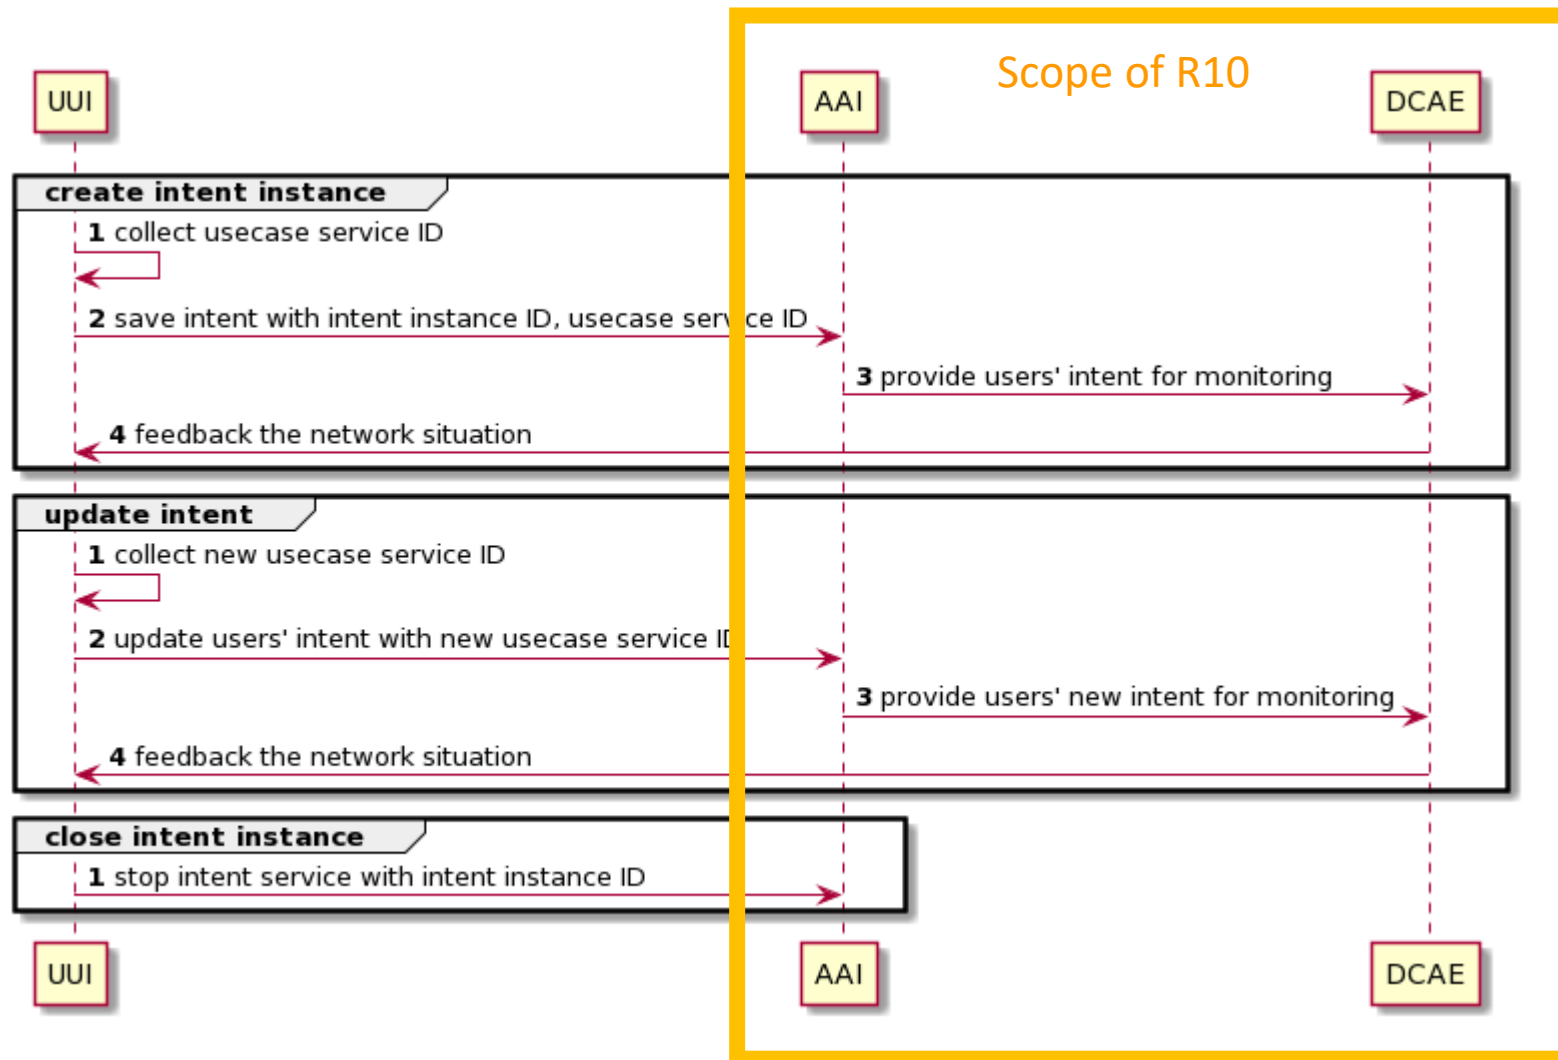 Scope of R10
UUI
AAI
DCAE
create intent instance
1 collect usecase service ID
2 save intent with intent instance ID, usecase service ID
3 provide users' intent for monitoring
4 feedback the network situation
update intent
1 collect new usecase service ID
2 update users' intent with new usecase service ID
3 provide users' new intent for monitoring
4 feedback the network situation
close intent instance
1 stop intent service with intent instance ID
UUI
AAI
DCAE